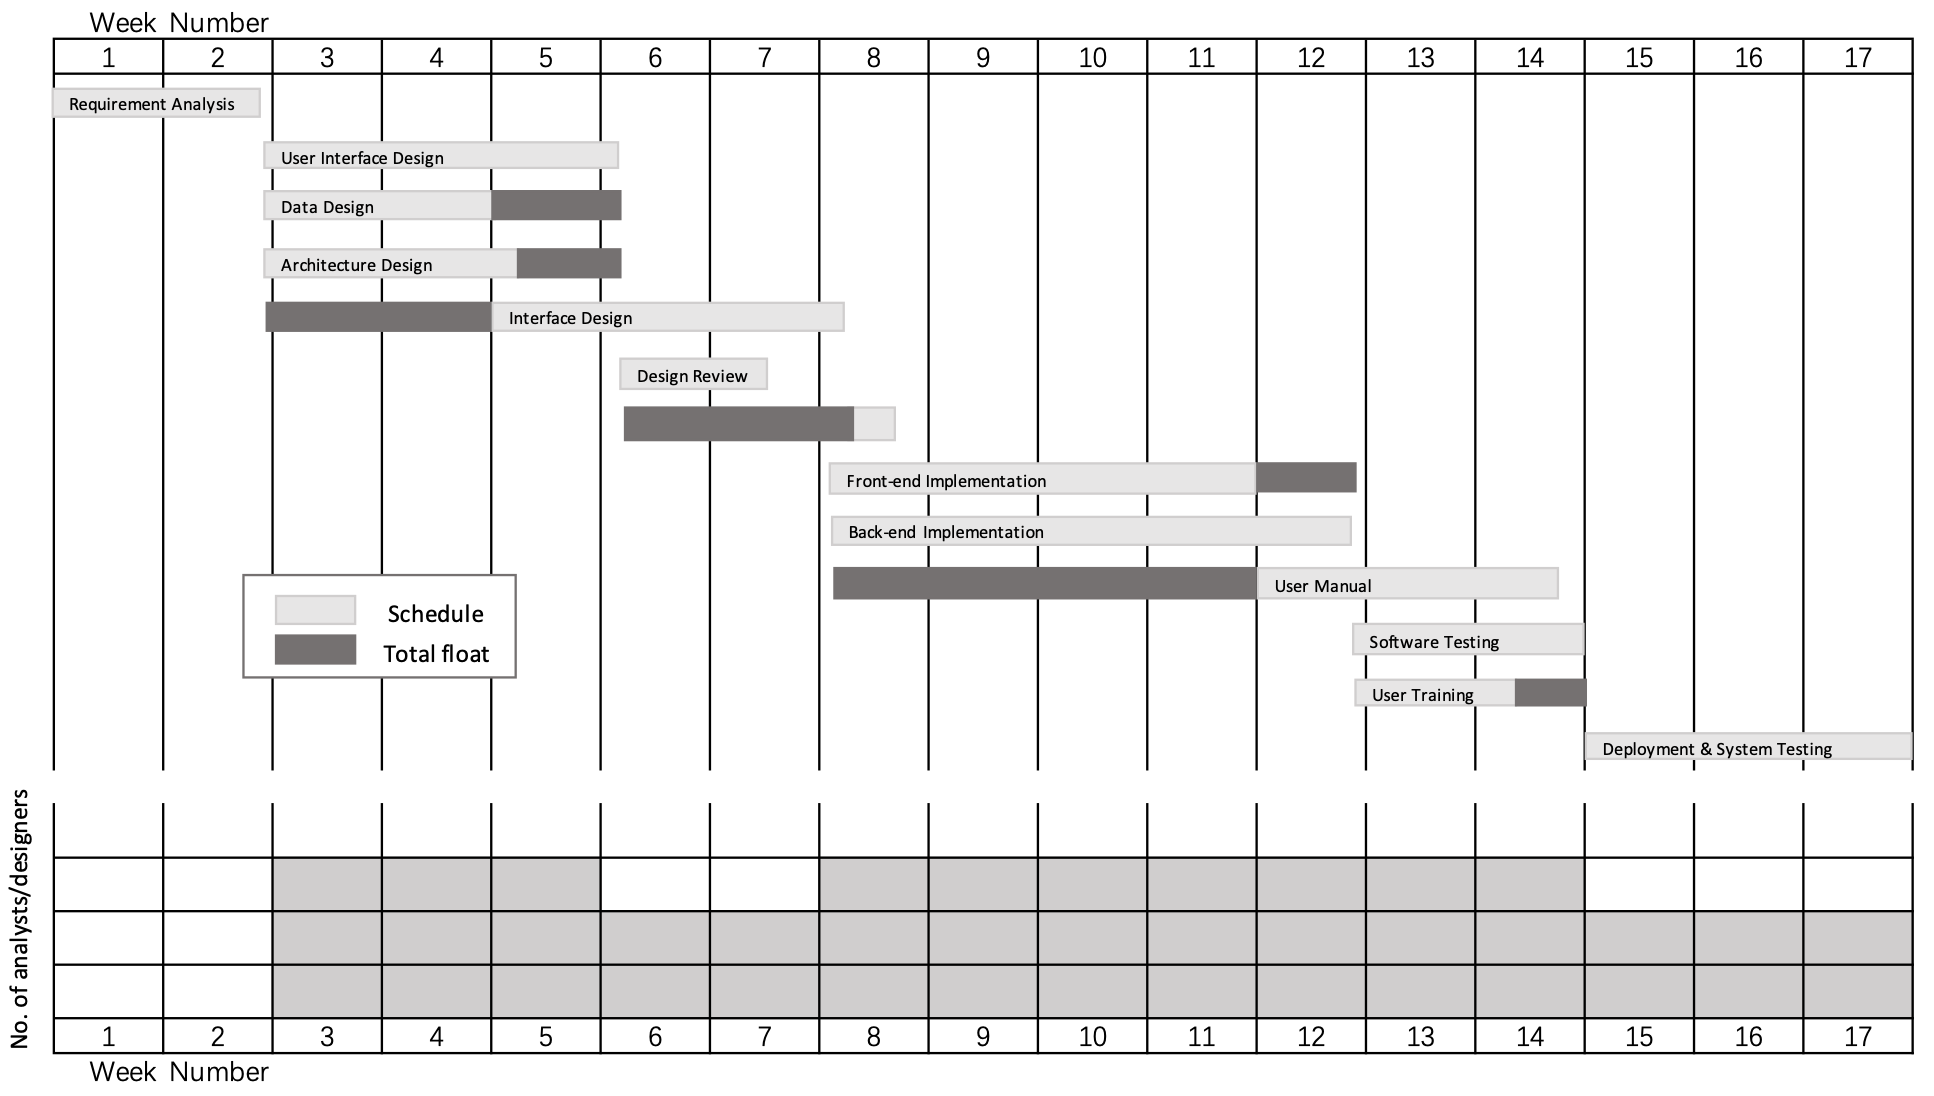 Week Number
1 2 3 4 5 6 7 8 9 10 11 12 13 14 15 16 17
Requirement Analysis
User Interface Design
Data Design
Architecture Design
Interface Design
Design Review
Front-end Implementation
Back-end Implementation
User Manual
Schedule
Total float
Software Testing
User Training
Deployment & System Testing
No. of analysts/designers
1 2 3 4 5 6 7 8 9 10 11 12 13 14 15 16 17
Week Number